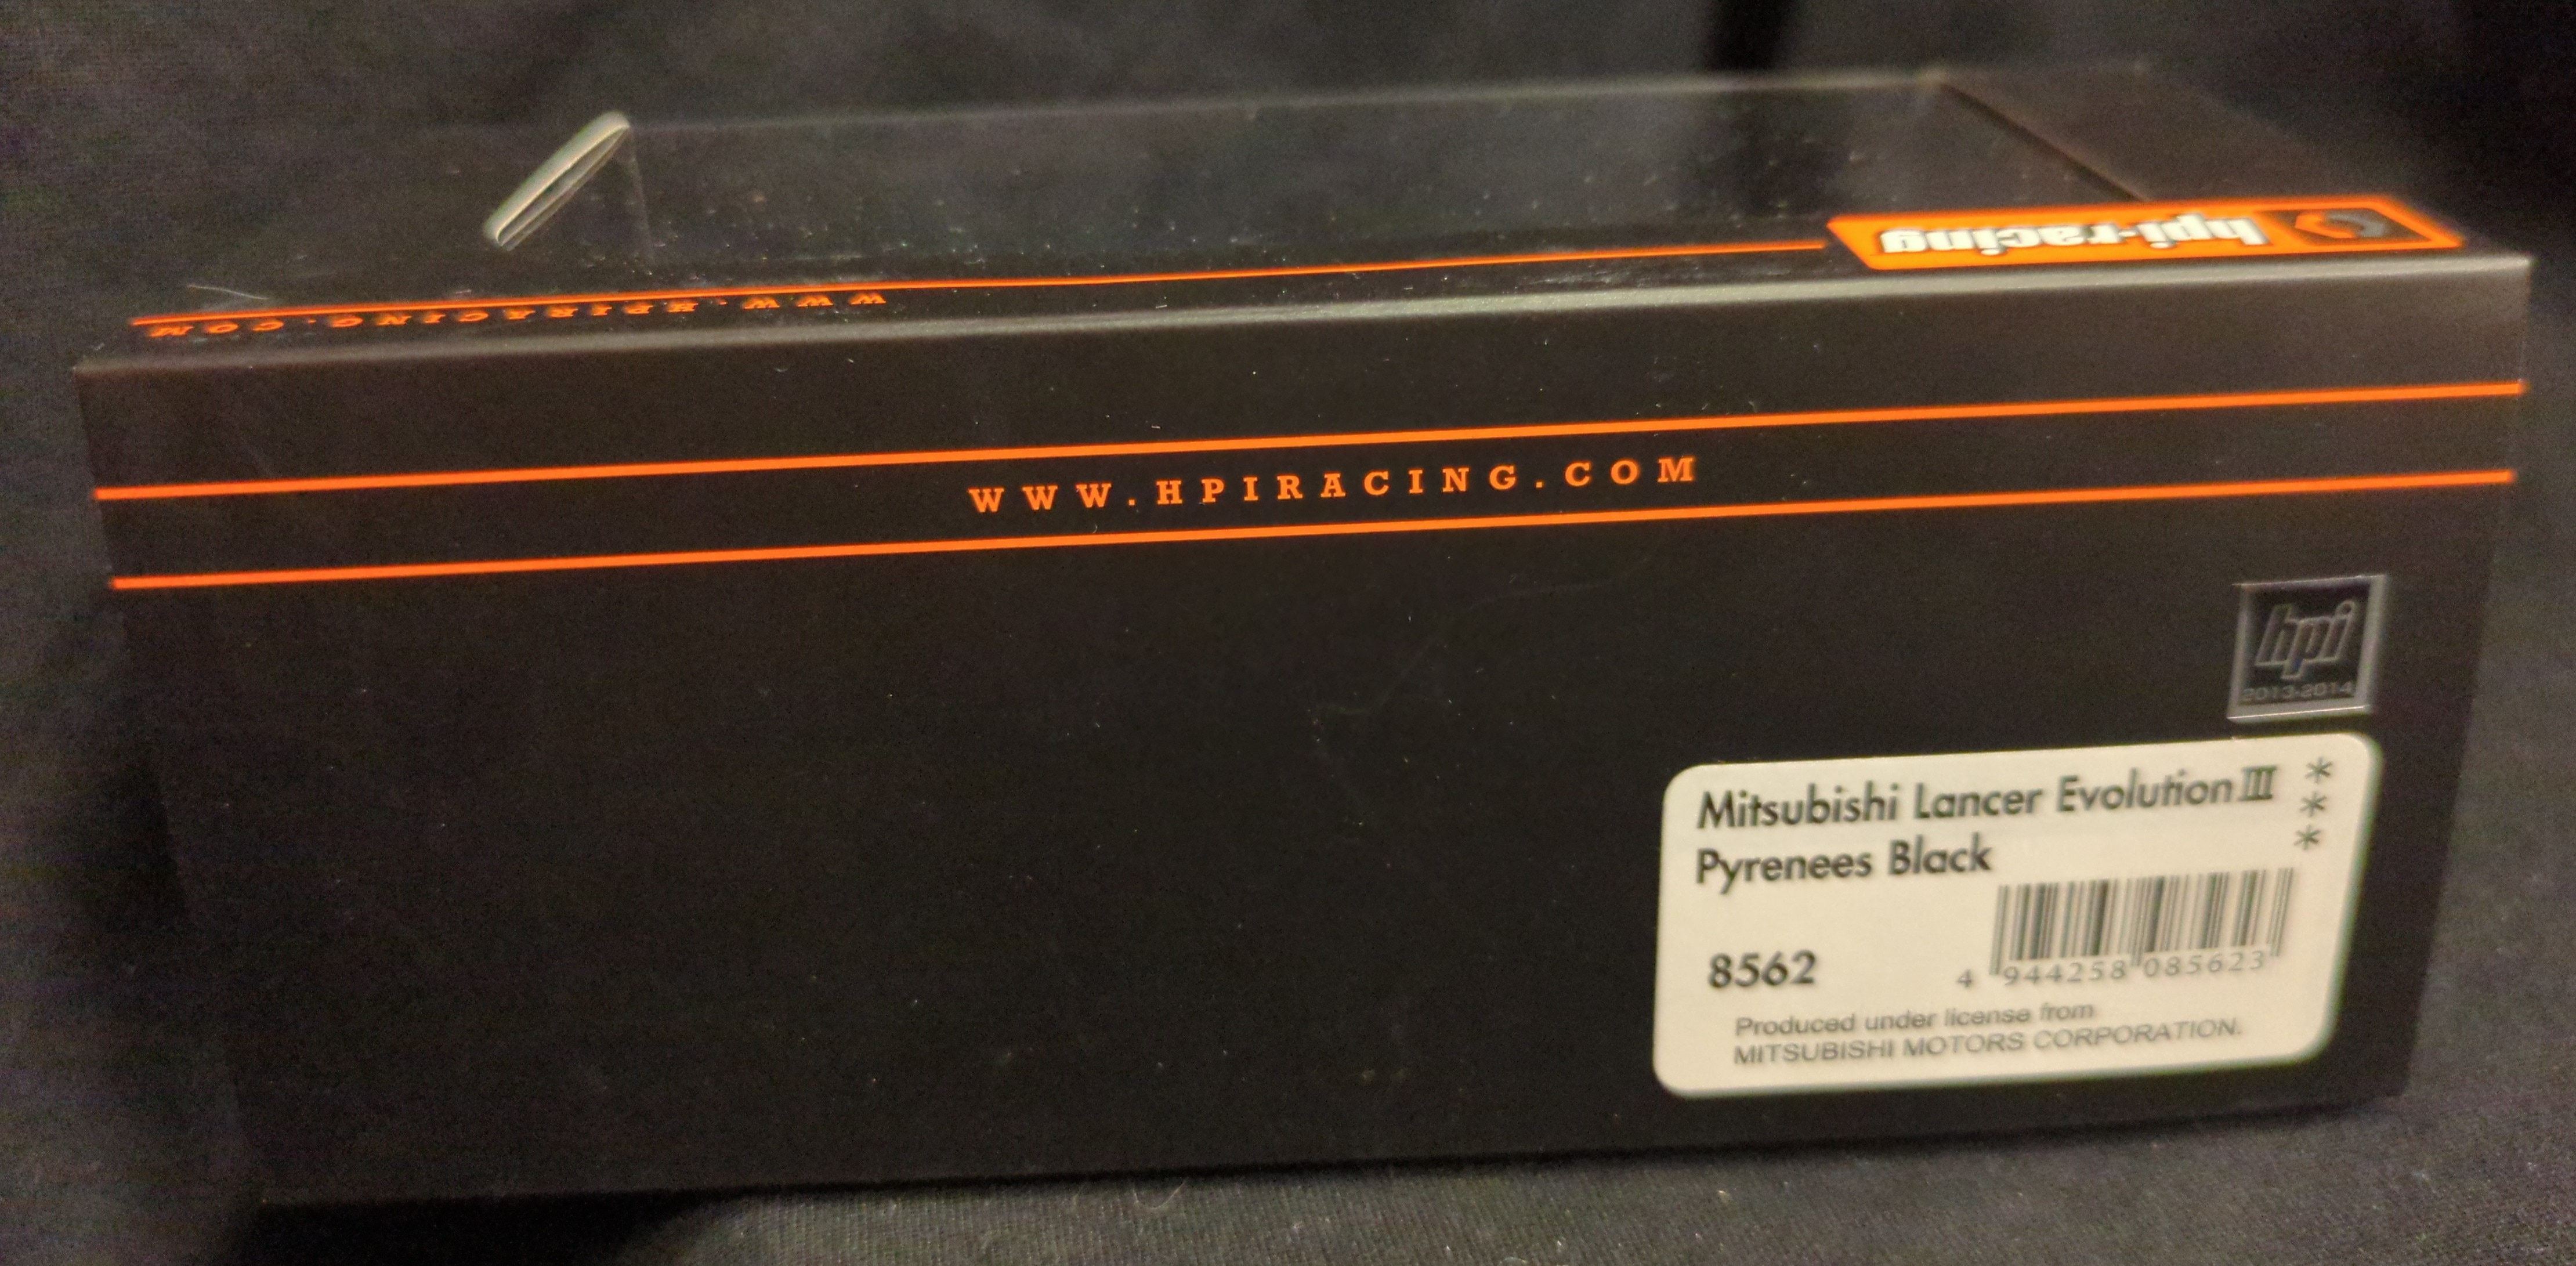 hpi·racing
WWW.HPIRACING.COM
WWW.HPIRACING.COM
hpi
2013-2014
Mitsubishi Lancer Evolution III
Pyrenees Black
***
8562
4 944258 085623
Produced under license from
MITSUBISHI MOTORS CORPORATION.